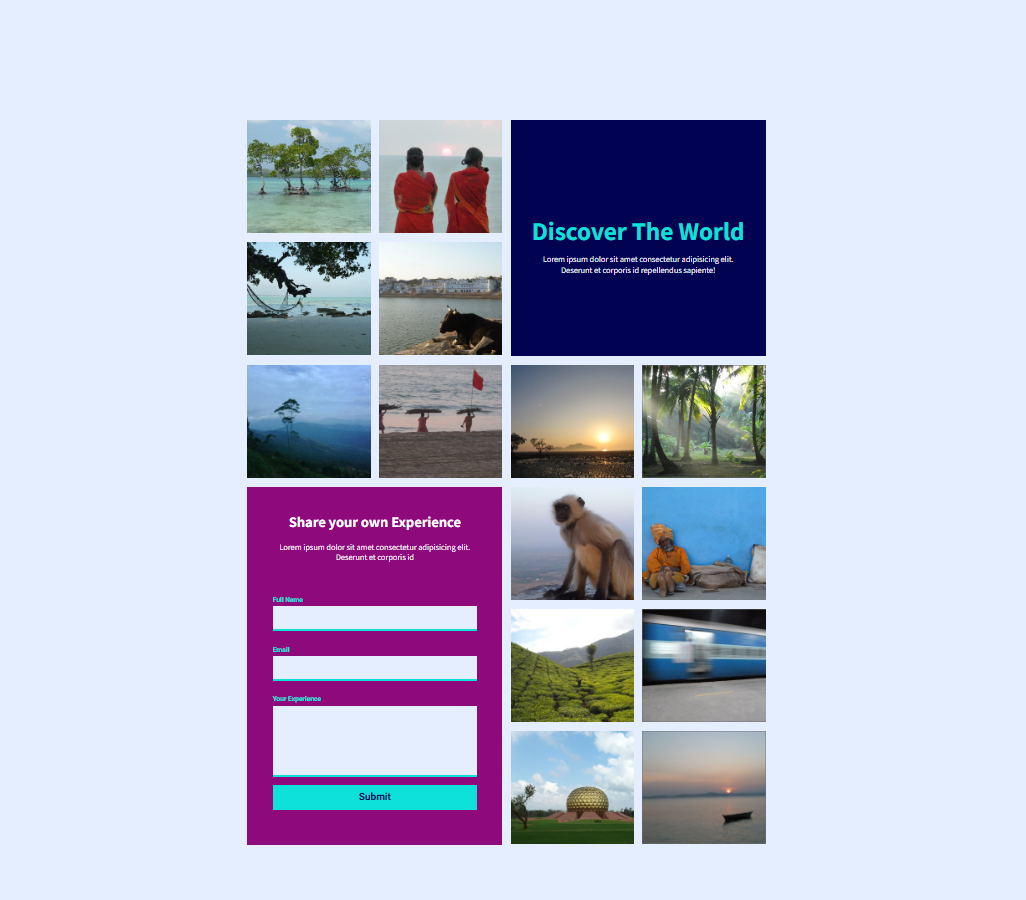 Discover The World
Lorem ipsum dolor sit amet consectetur adipisicing elit.
Deserunt et corporis id repellendus sapiente!
Share your own Experience
Lorem ipsum dolor sit amet consectetur adipisicing elit.
Deserunt et corporis id
Full Name
Email
Your Experience
Submit